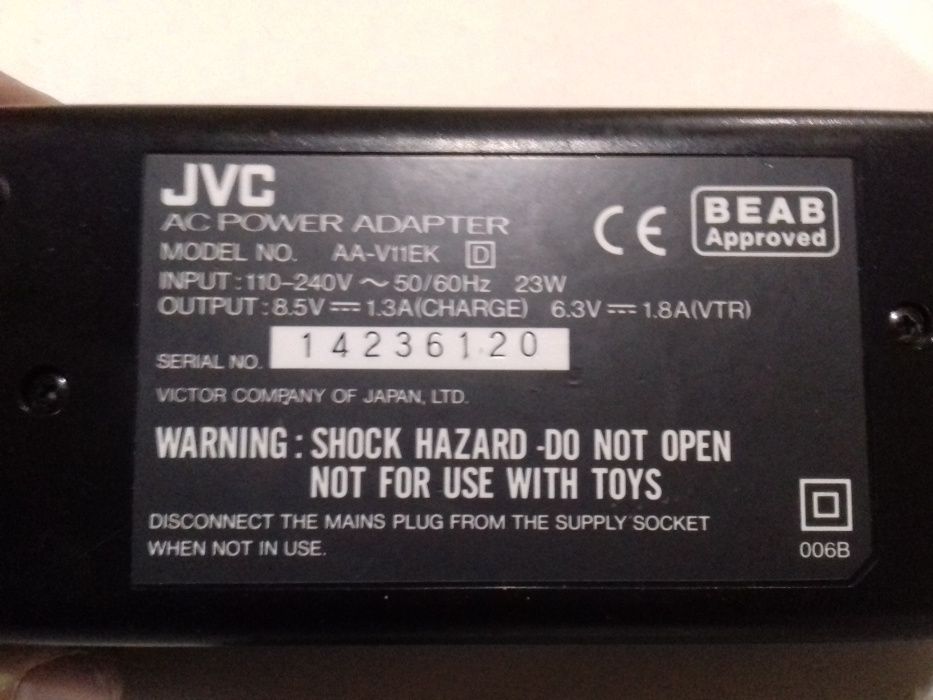 JVC
AC POWER ADAPTER
CE
BEAB
Approved
MODEL NO. AA-V11EK D
INPUT : 110-240V ~ 50/60Hz 23W
OUTPUT : 8.5V ⎓ 1.3A(CHARGE) 6.3V ⎓ 1.8A(VTR)
SERIAL NO. 14236120
VICTOR COMPANY OF JAPAN, LTD.
WARNING : SHOCK HAZARD -DO NOT OPEN
NOT FOR USE WITH TOYS
DISCONNECT THE MAINS PLUG FROM THE SUPPLY SOCKET
WHEN NOT IN USE.
006B